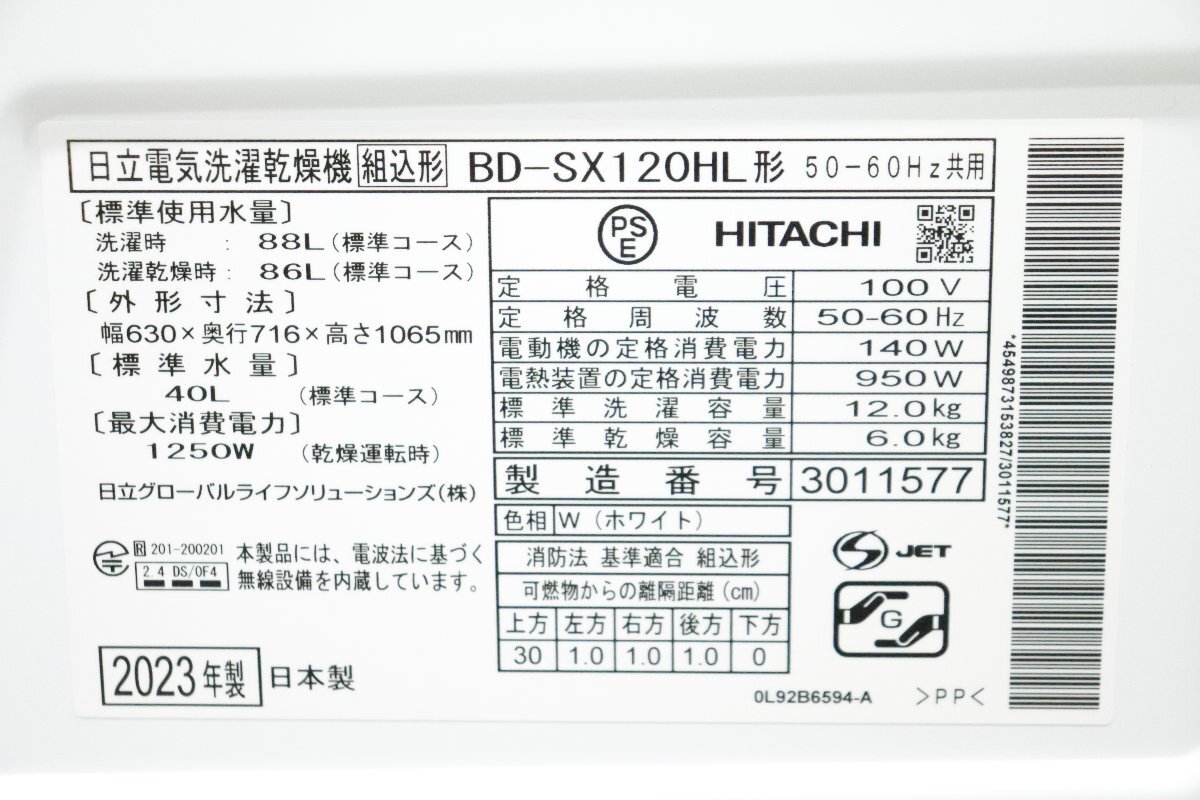 日立電気洗濯乾燥機 組込形 BD-SX120HL形 50-60Hz共用
〔標準使用水量〕
洗濯時 : 88L(標準コース)
洗濯乾燥時: 86L(標準コース)
〔外形寸法〕
幅630×奥行716×高さ1065mm
〔標準水量〕
40L (標準コース)
〔最大消費電力〕
1250W (乾燥運転時)
日立グローバルライフソリューションズ(株)
R 201-200201 本製品には、電波法に基づく
2.4 DS/OF4 無線設備を内蔵しています。
2023年製 日本製
PSE HITACHI
定格電圧 100V
定格周波数 50-60Hz
電動機の定格消費電力 140W
電熱装置の定格消費電力 950W
標準洗濯容量 12.0kg
標準乾燥容量 6.0kg
製造番号 3011577
色相 W(ホワイト)
消防法 基準適合 組込形
可燃物からの離隔距離(cm)
上方 左方 右方 後方 下方
30 1.0 1.0 1.0 0
S JET
G
0L92B6594-A >PP<
*4549873153827/3011577*